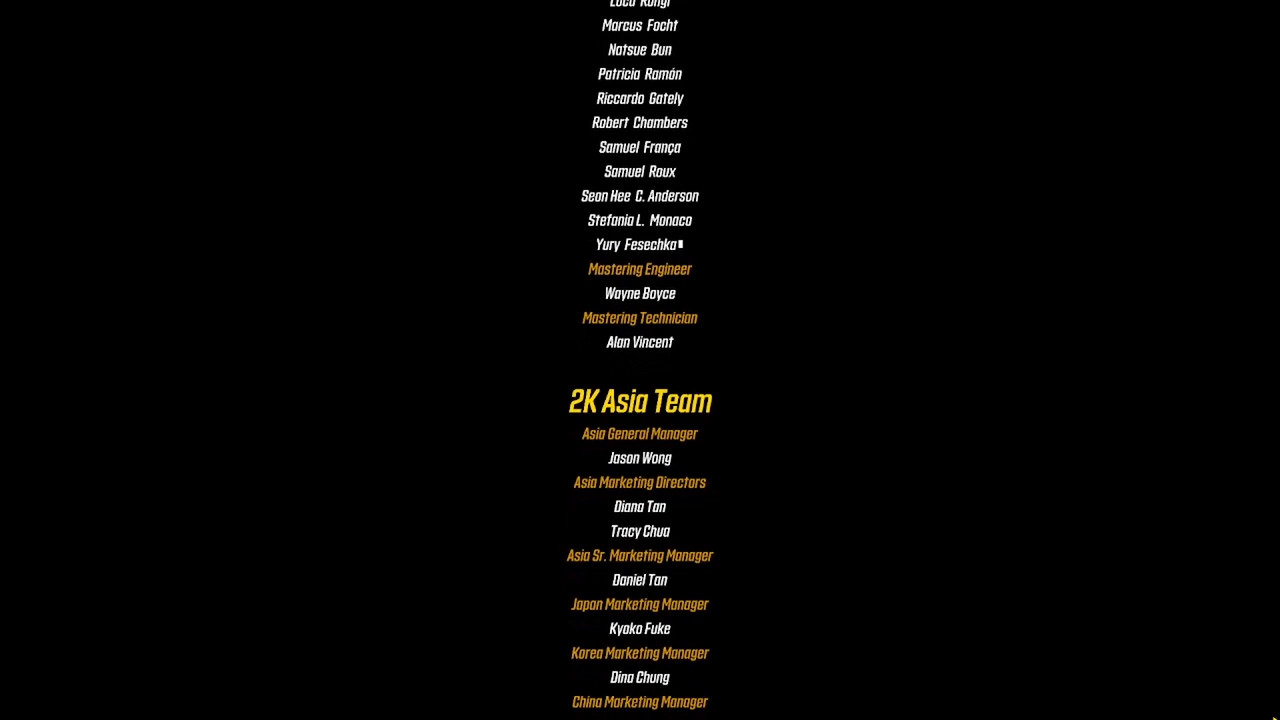 Marcus Focht
Natsue Bun
Patricia Ramón
Riccardo Gately
Robert Chambers
Samuel França
Samuel Roux
Seon Hee C. Anderson
Stefania L. Monaco
Yury Fesechka
Mastering Engineer
Wayne Boyce
Mastering Technician
Alan Vincent
2K Asia Team
Asia General Manager
Jason Wong
Asia Marketing Directors
Diana Tan
Tracy Chua
Asia Sr. Marketing Manager
Daniel Tan
Japan Marketing Manager
Kyoko Fuke
Korea Marketing Manager
Dina Chung
China Marketing Manager